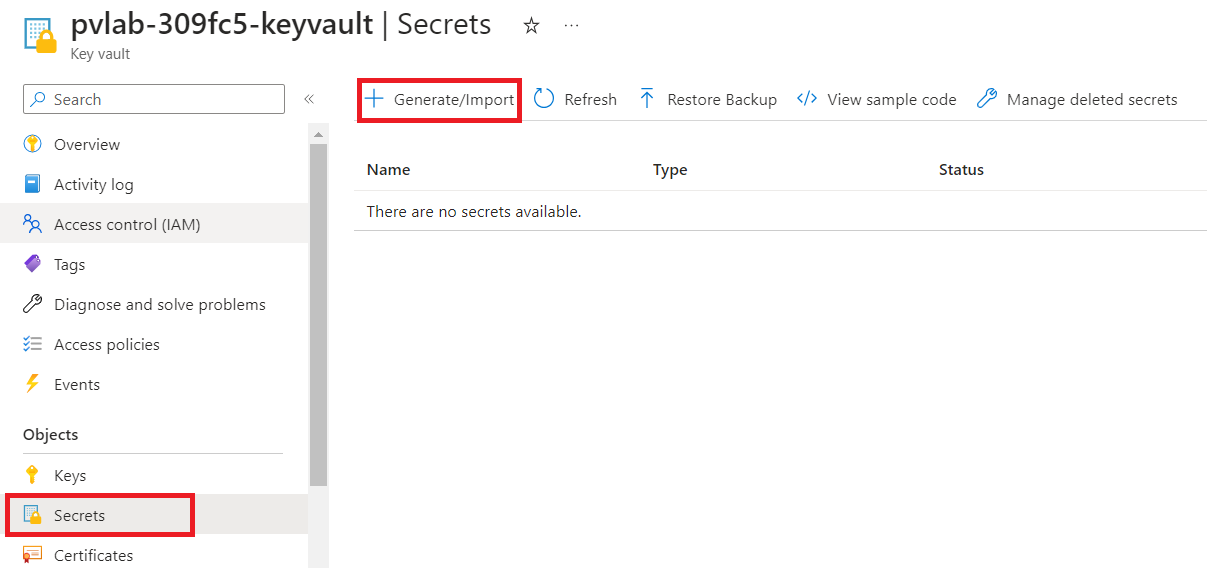 pvlab-309fc5-keyvault | Secrets
Key vault
Search
Overview
Activity log
Access control (IAM)
Tags
Diagnose and solve problems
Access policies
Events
Objects
Keys
Secrets
Certificates
Generate/Import Refresh Restore Backup View sample code Manage deleted secrets
Name Type Status
There are no secrets available.